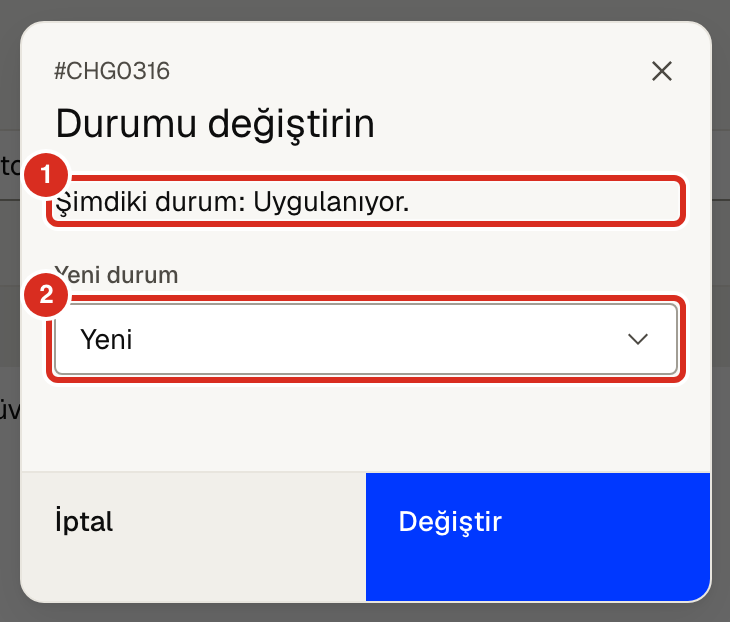 #CHG0316
Durumu değiştirin
1
Şimdiki durum: Uygulanıyor.
Yeni durum
2
Yeni
İptal
Değiştir